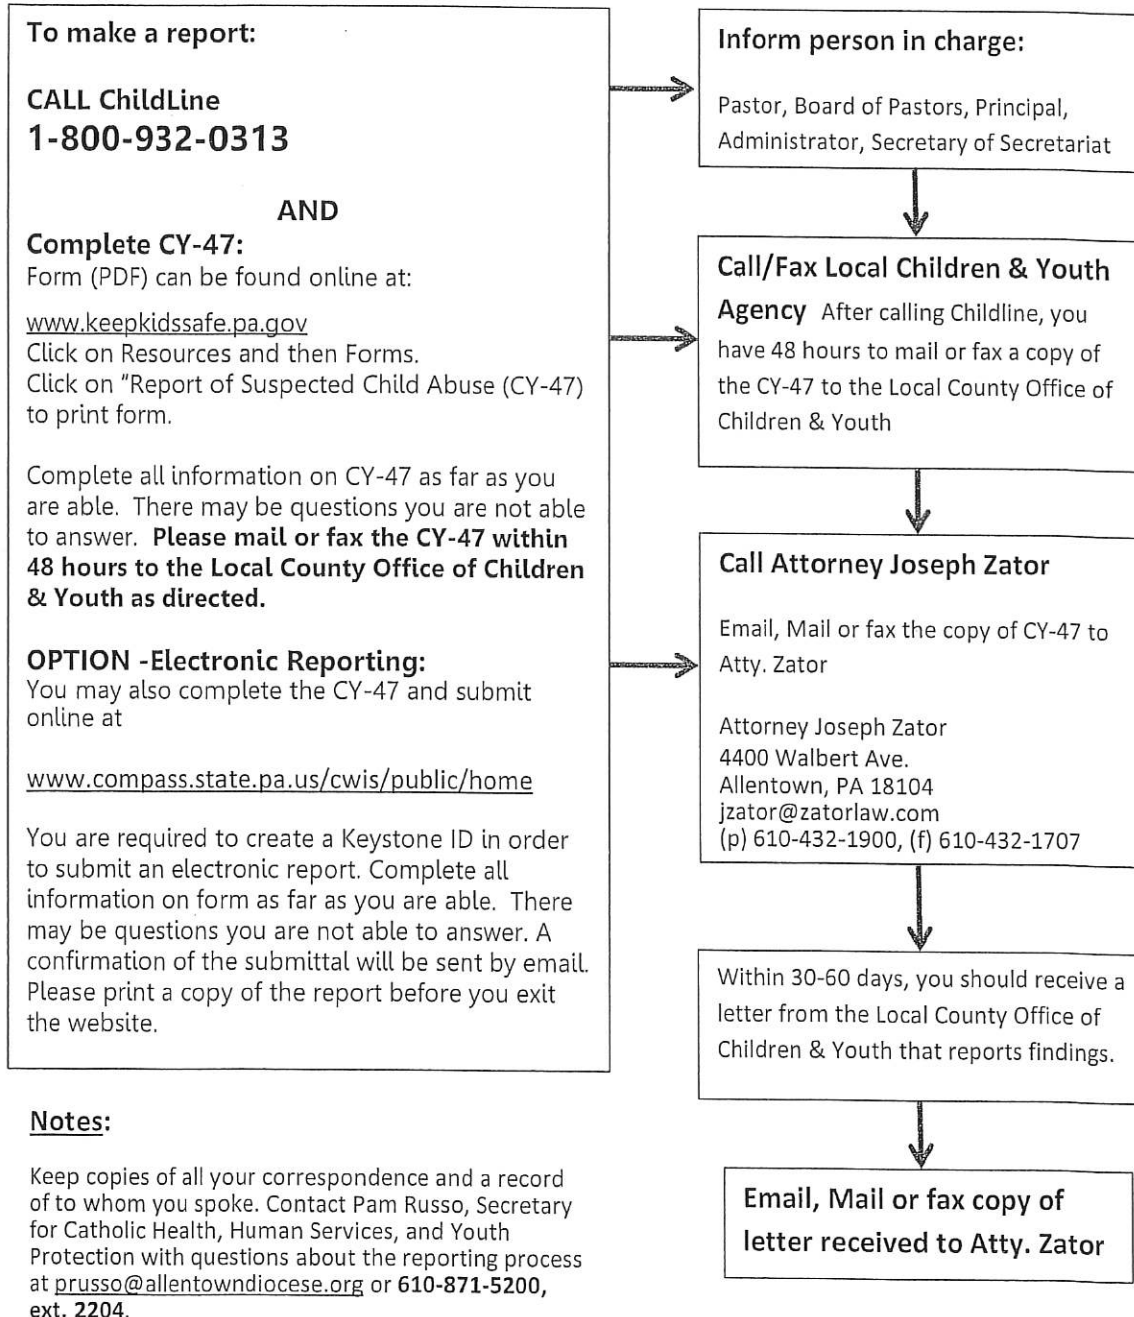 To make a report:
CALL ChildLine
1-800-932-0313
AND
Complete CY-47:
Form (PDF) can be found online at:
www.keepkidssafe.pa.gov
Click on Resources and then Forms.
Click on "Report of Suspected Child Abuse (CY-47)
to print form.
Complete all information on CY-47 as far as you
are able. There may be questions you are not able
to answer. Please mail or fax the CY-47 within
48 hours to the Local County Office of Children
& Youth as directed.
OPTION -Electronic Reporting:
You may also complete the CY-47 and submit
online at
www.compass.state.pa.us/cwis/public/home
You are required to create a Keystone ID in order
to submit an electronic report. Complete all
information on form as far as you are able. There
may be questions you are not able to answer. A
confirmation of the submittal will be sent by email.
Please print a copy of the report before you exit
the website.
Notes:
Keep copies of all your correspondence and a record
of to whom you spoke. Contact Pam Russo, Secretary
for Catholic Health, Human Services, and Youth
Protection with questions about the reporting process
at prusso@allentowndiocese.org or 610-871-5200,
ext. 2204.
Inform person in charge:
Pastor, Board of Pastors, Principal,
Administrator, Secretary of Secretariat
Call/Fax Local Children & Youth
Agency After calling Childline, you
have 48 hours to mail or fax a copy of
the CY-47 to the Local County Office of
Children & Youth
Call Attorney Joseph Zator
Email, Mail or fax the copy of CY-47 to
Atty. Zator
Attorney Joseph Zator
4400 Walbert Ave.
Allentown, PA 18104
jzator@zatorlaw.com
(p) 610-432-1900, (f) 610-432-1707
Within 30-60 days, you should receive a
letter from the Local County Office of
Children & Youth that reports findings.
Email, Mail or fax copy of
letter received to Atty. Zator